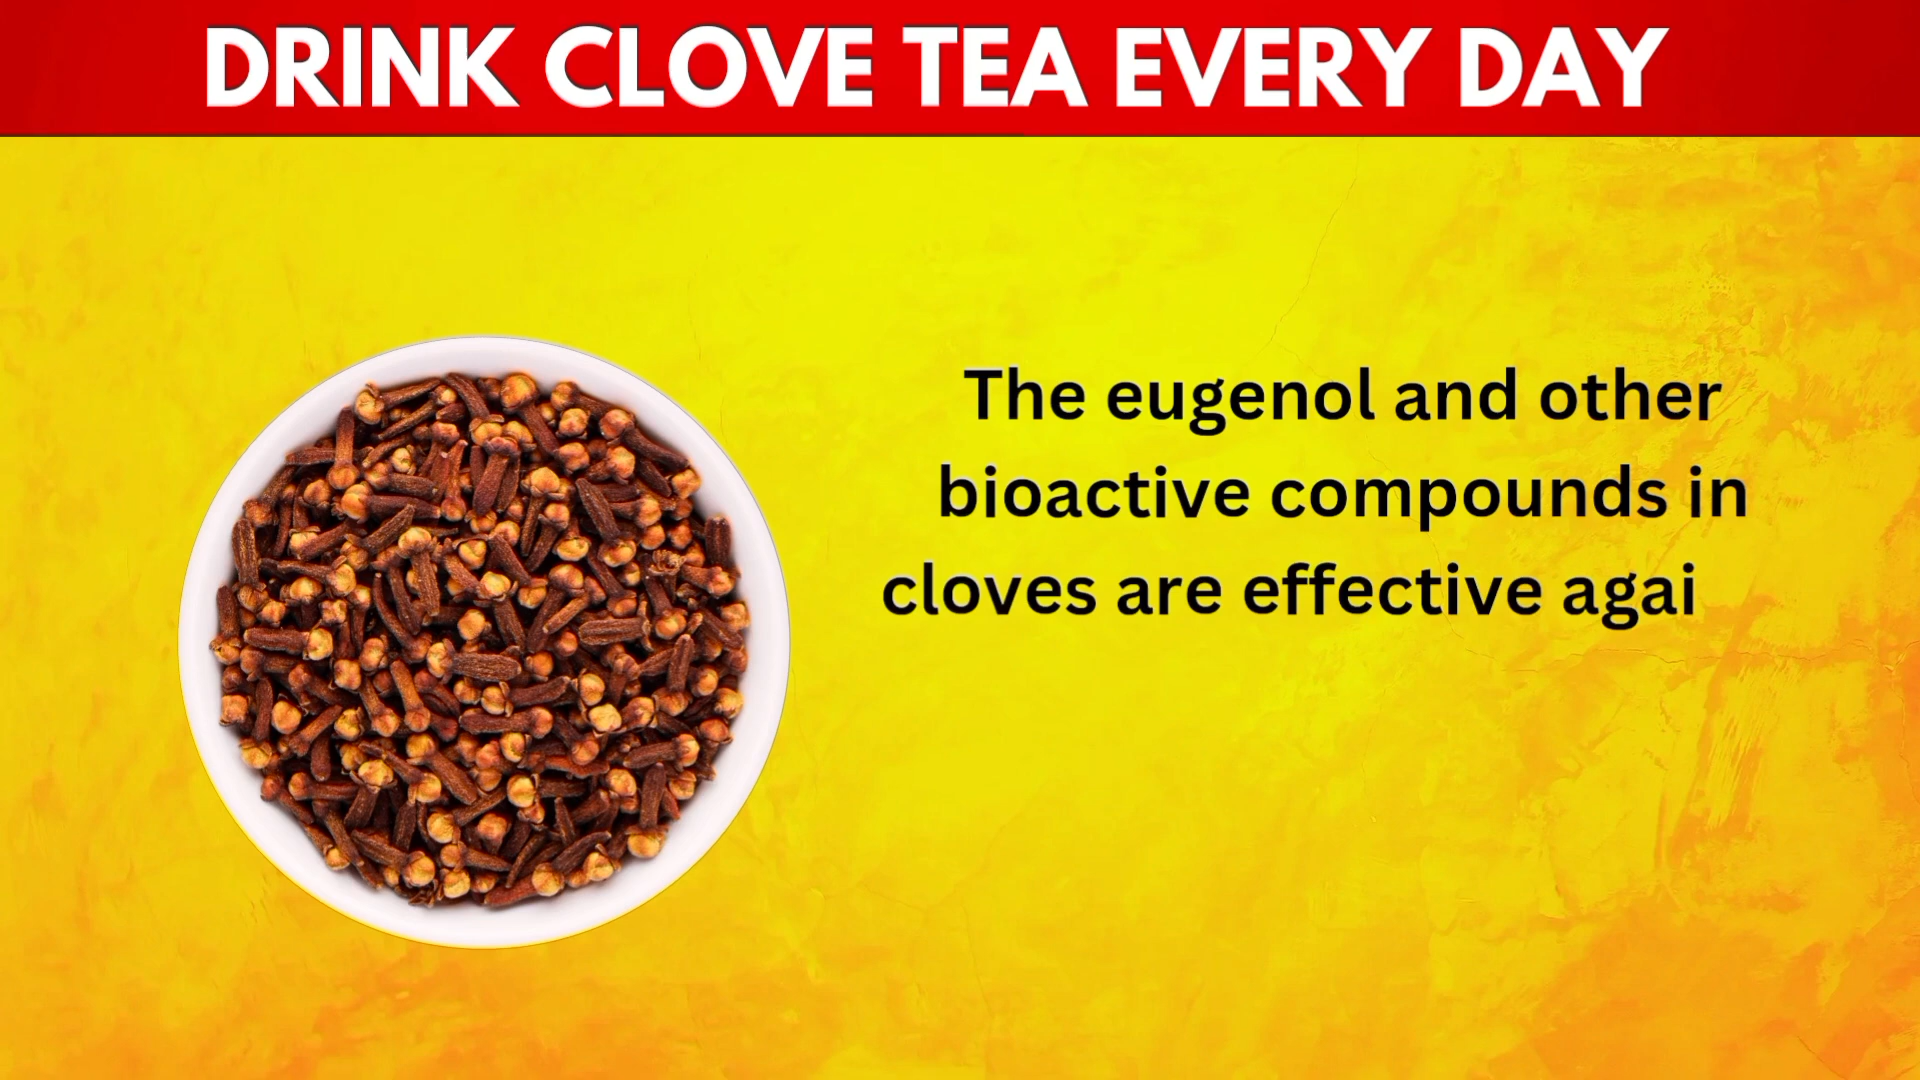 DRINK CLOVE TEA EVERY DAY
The eugenol and other
bioactive compounds in
cloves are effective agai